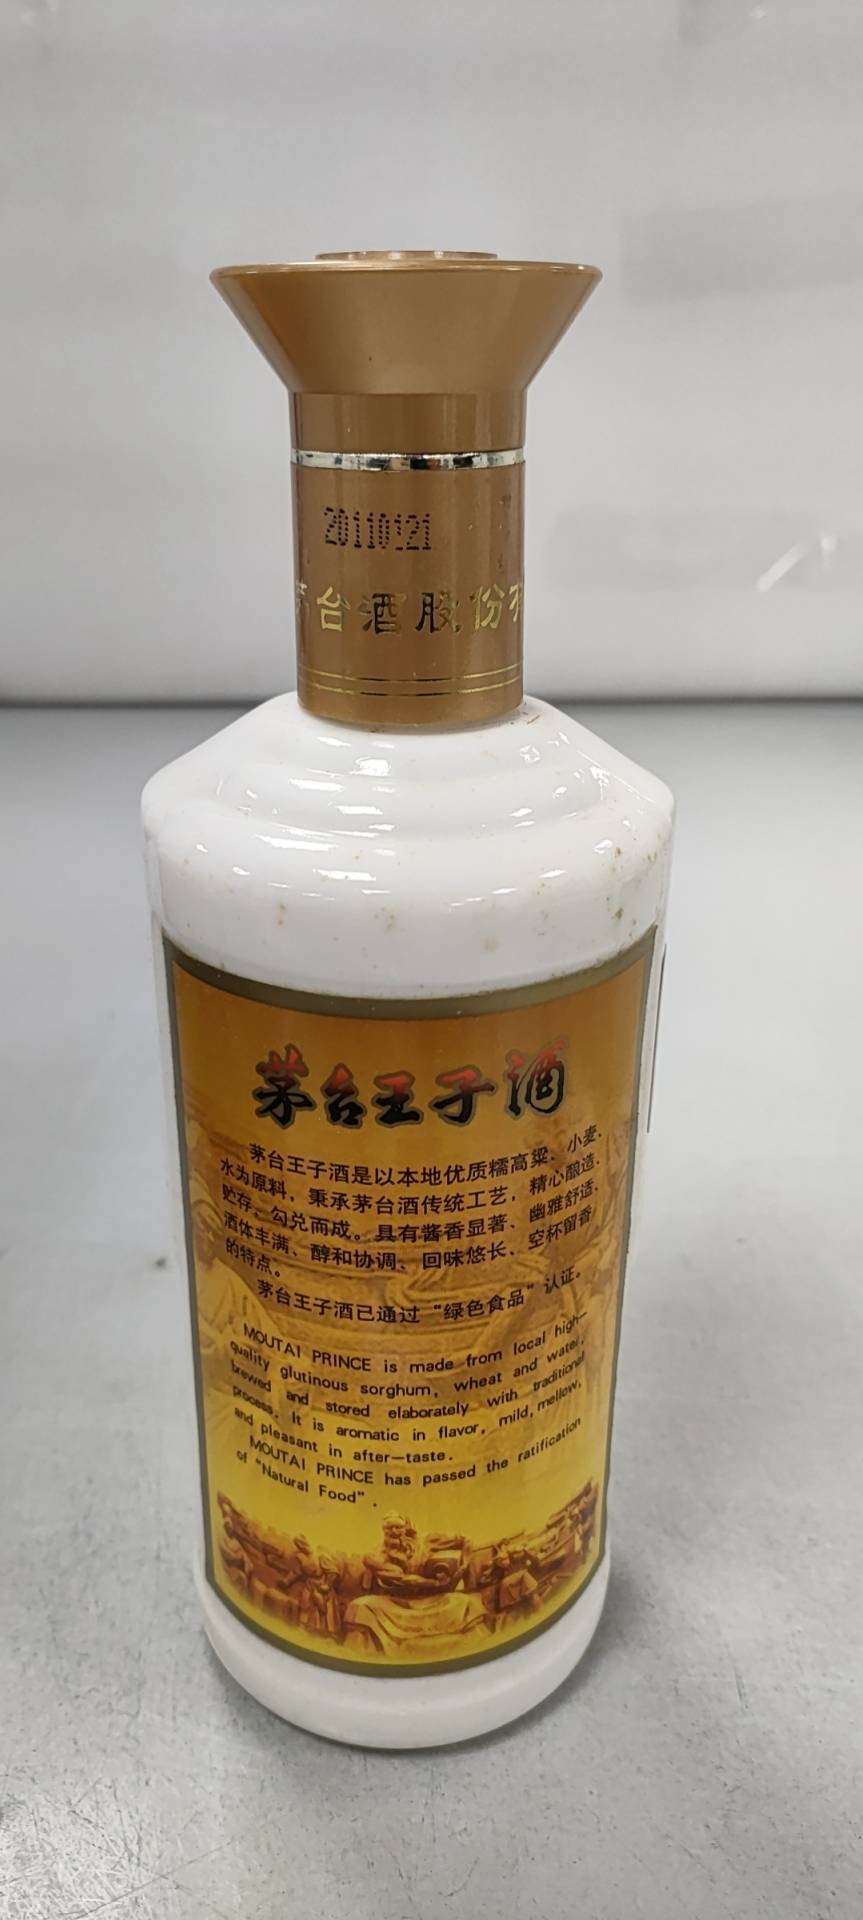 20110121
茅台酒股份有
茅台王子酒
茅台王子酒是以本地优质糯高粱、小麦、
水为原料，秉承茅台酒传统工艺，精心酿造、
贮存、勾兑而成。具有酱香显著、幽雅舒适、
酒体丰满、醇和协调、回味悠长、空杯留香
的特点。
茅台王子酒已通过“绿色食品”认证。
MOUTAI PRINCE is made from local high—
quality glutinous sorghum, wheat and water,
brewed and stored elaborately with traditional
process. It is aromatic in flavor, mild, mellow,
and pleasant in after—taste.
MOUTAI PRINCE has passed the ratification
of "Natural Food".